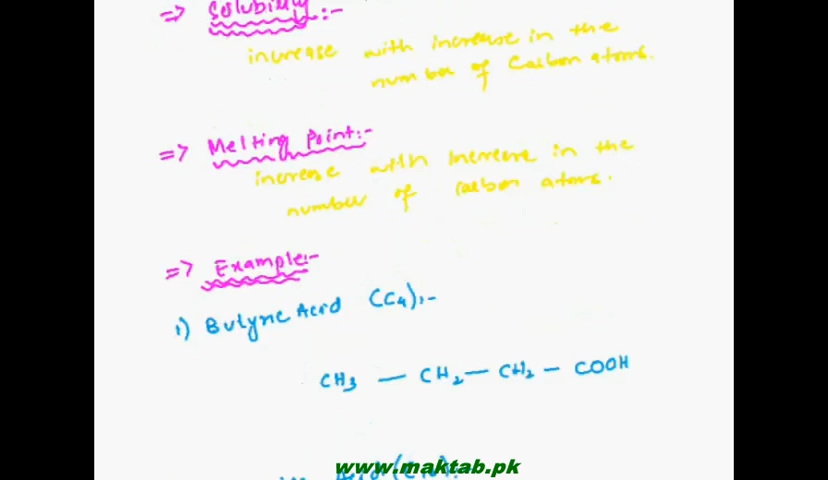 => Solubility :-
increase with increase in the
number of Carbon atoms.
=> Melting Point:-
increase with increase in the
number of carbon atoms.
=> Example:-
1) Butyric Acid (C4):-
CH3 — CH2 — CH2 — COOH
Acid
www.maktab.pk